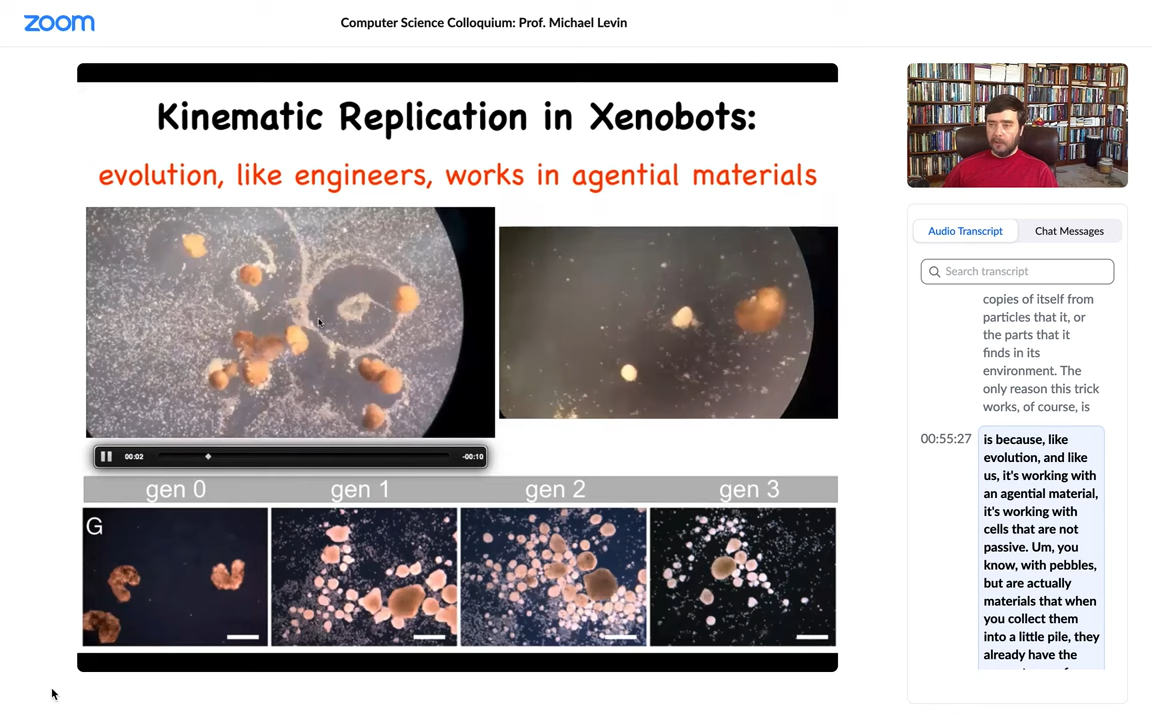 zoom
Computer Science Colloquium: Prof. Michael Levin
Kinematic Replication in Xenobots:
evolution, like engineers, works in agential materials
00:02
-00:10
gen 0
gen 1
gen 2
gen 3
G
Audio Transcript
Chat Messages
Search transcript
copies of itself from
particles that it, or
the parts that it
finds in its
environment. The
only reason this trick
works, of course, is
00:55:27
is because, like
evolution, and like
us, it's working with
an agential material,
it's working with
cells that are not
passive. Um, you
know, with pebbles,
but are actually
materials that when
you collect them
into a little pile, they
already have the